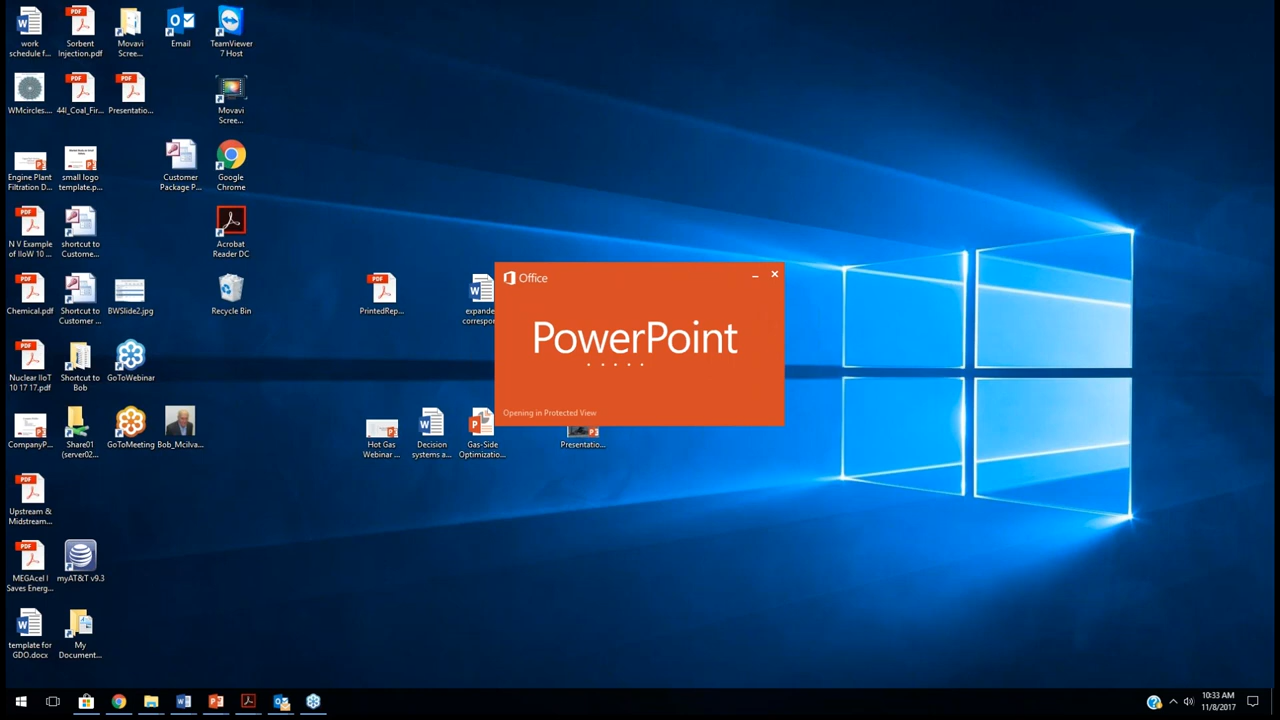 work
schedule f...
Sorbent
Injection.pdf
Movavi
Scree...
Email
TeamViewer
7 Host
WMcircles....
44I_Coal_Fir...
Presentatio...
Movavi
Scree...
Engine Plant
Filtration D...
small logo
template.p...
Customer
Package P...
Google
Chrome
N V Example
of IIoW 10 ...
shortcut to
Custome...
Acrobat
Reader DC
Chemical.pdf
Shortcut to
Customer ...
BWSlide2.jpg
Recycle Bin
PrintedRep...
expande
correspor
Office
PowerPoint
Opening in Protected View
Nuclear IIoT
10 17 17.pdf
Shortcut to
Bob
GoToWebinar
CompanyP...
Share01
(server02...
GoToMeeting
Bob_Mcilva...
Hot Gas
Webinar ...
Decision
systems a...
Gas-Side
Optimizatio...
Presentatio...
Upstream &
Midstream...
MEGAcel I
Saves Energ...
myAT&T v9.3
template for
GDO.docx
My
Document...
10:33 AM
11/8/2017